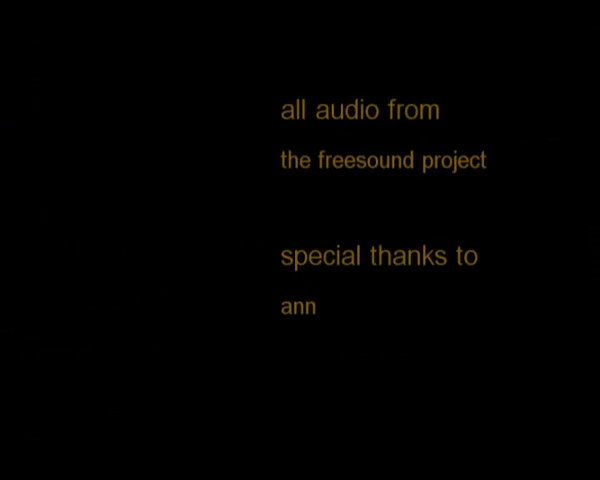 all audio from
the freesound project
special thanks to
ann